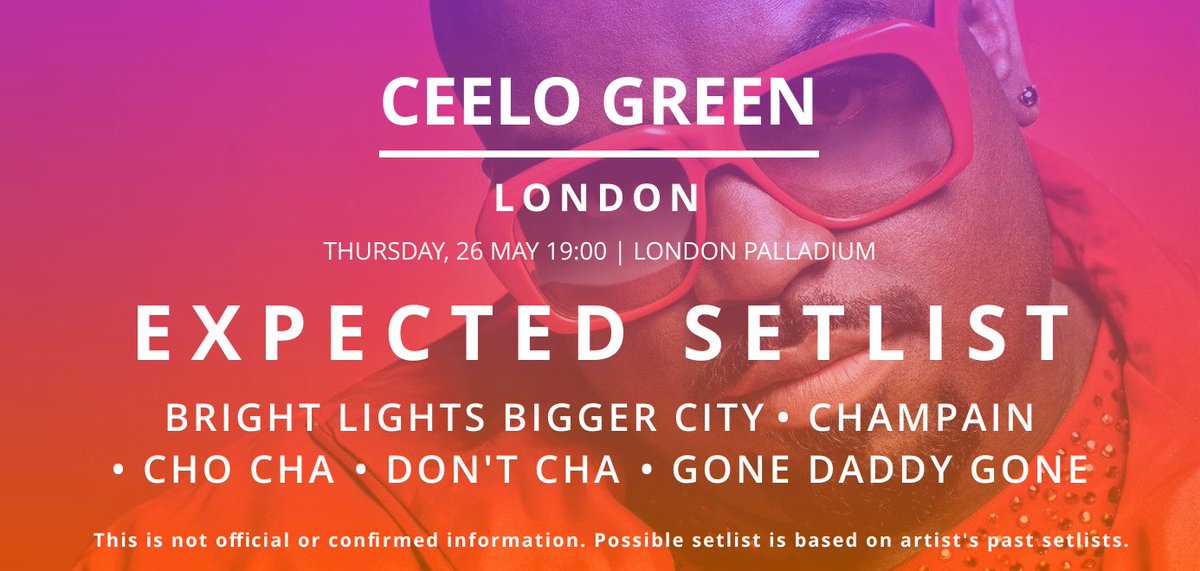 CEELO GREEN
LONDON
THURSDAY, 26 MAY 19:00 | LONDON PALLADIUM
EXPECTED SETLIST
BRIGHT LIGHTS BIGGER CITY • CHAMPAIN
• CHO CHA • DON'T CHA • GONE DADDY GONE
This is not official or confirmed information. Possible setlist is based on artist's past setlists.